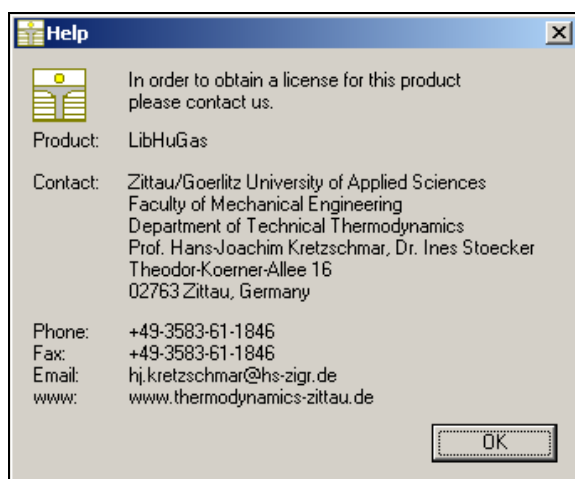 Help
In order to obtain a license for this product
please contact us.
Product: LibHuGas
Contact: Zittau/Goerlitz University of Applied Sciences
Faculty of Mechanical Engineering
Department of Technical Thermodynamics
Prof. Hans-Joachim Kretzschmar, Dr. Ines Stoecker
Theodor-Koerner-Allee 16
02763 Zittau, Germany
Phone: +49-3583-61-1846
Fax: +49-3583-61-1846
Email: hj.kretzschmar@hs-zigr.de
www: www.thermodynamics-zittau.de
OK